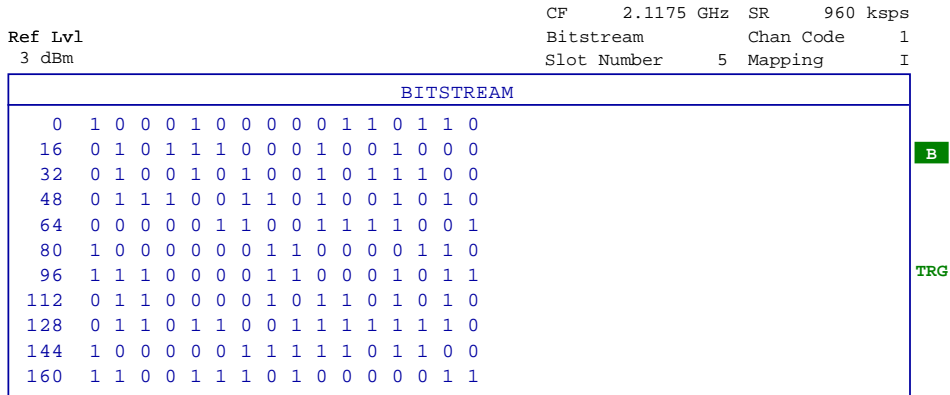 CF 2.1175 GHz SR 960 ksps
Ref Lvl Bitstream Chan Code 1
3 dBm Slot Number 5 Mapping I
BITSTREAM
0 1 0 0 0 1 0 0 0 0 0 1 1 0 1 1 0
16 0 1 0 1 1 1 0 0 0 1 0 0 1 0 0 0
B
32 0 1 0 0 1 0 1 0 0 1 0 1 1 1 0 0
48 0 1 1 1 0 0 1 1 0 1 0 0 1 0 1 0
64 0 0 0 0 0 1 1 0 0 1 1 1 1 0 0 1
80 1 0 0 0 0 0 0 1 1 0 0 0 0 1 1 0
96 1 1 1 0 0 0 0 1 1 0 0 0 1 0 1 1
TRG
112 0 1 1 0 0 0 0 1 0 1 1 0 1 0 1 0
128 0 1 1 0 1 1 0 0 1 1 1 1 1 1 1 0
144 1 0 0 0 0 0 1 1 1 1 1 0 1 1 0 0
160 1 1 0 0 1 1 1 0 1 0 0 0 0 0 1 1